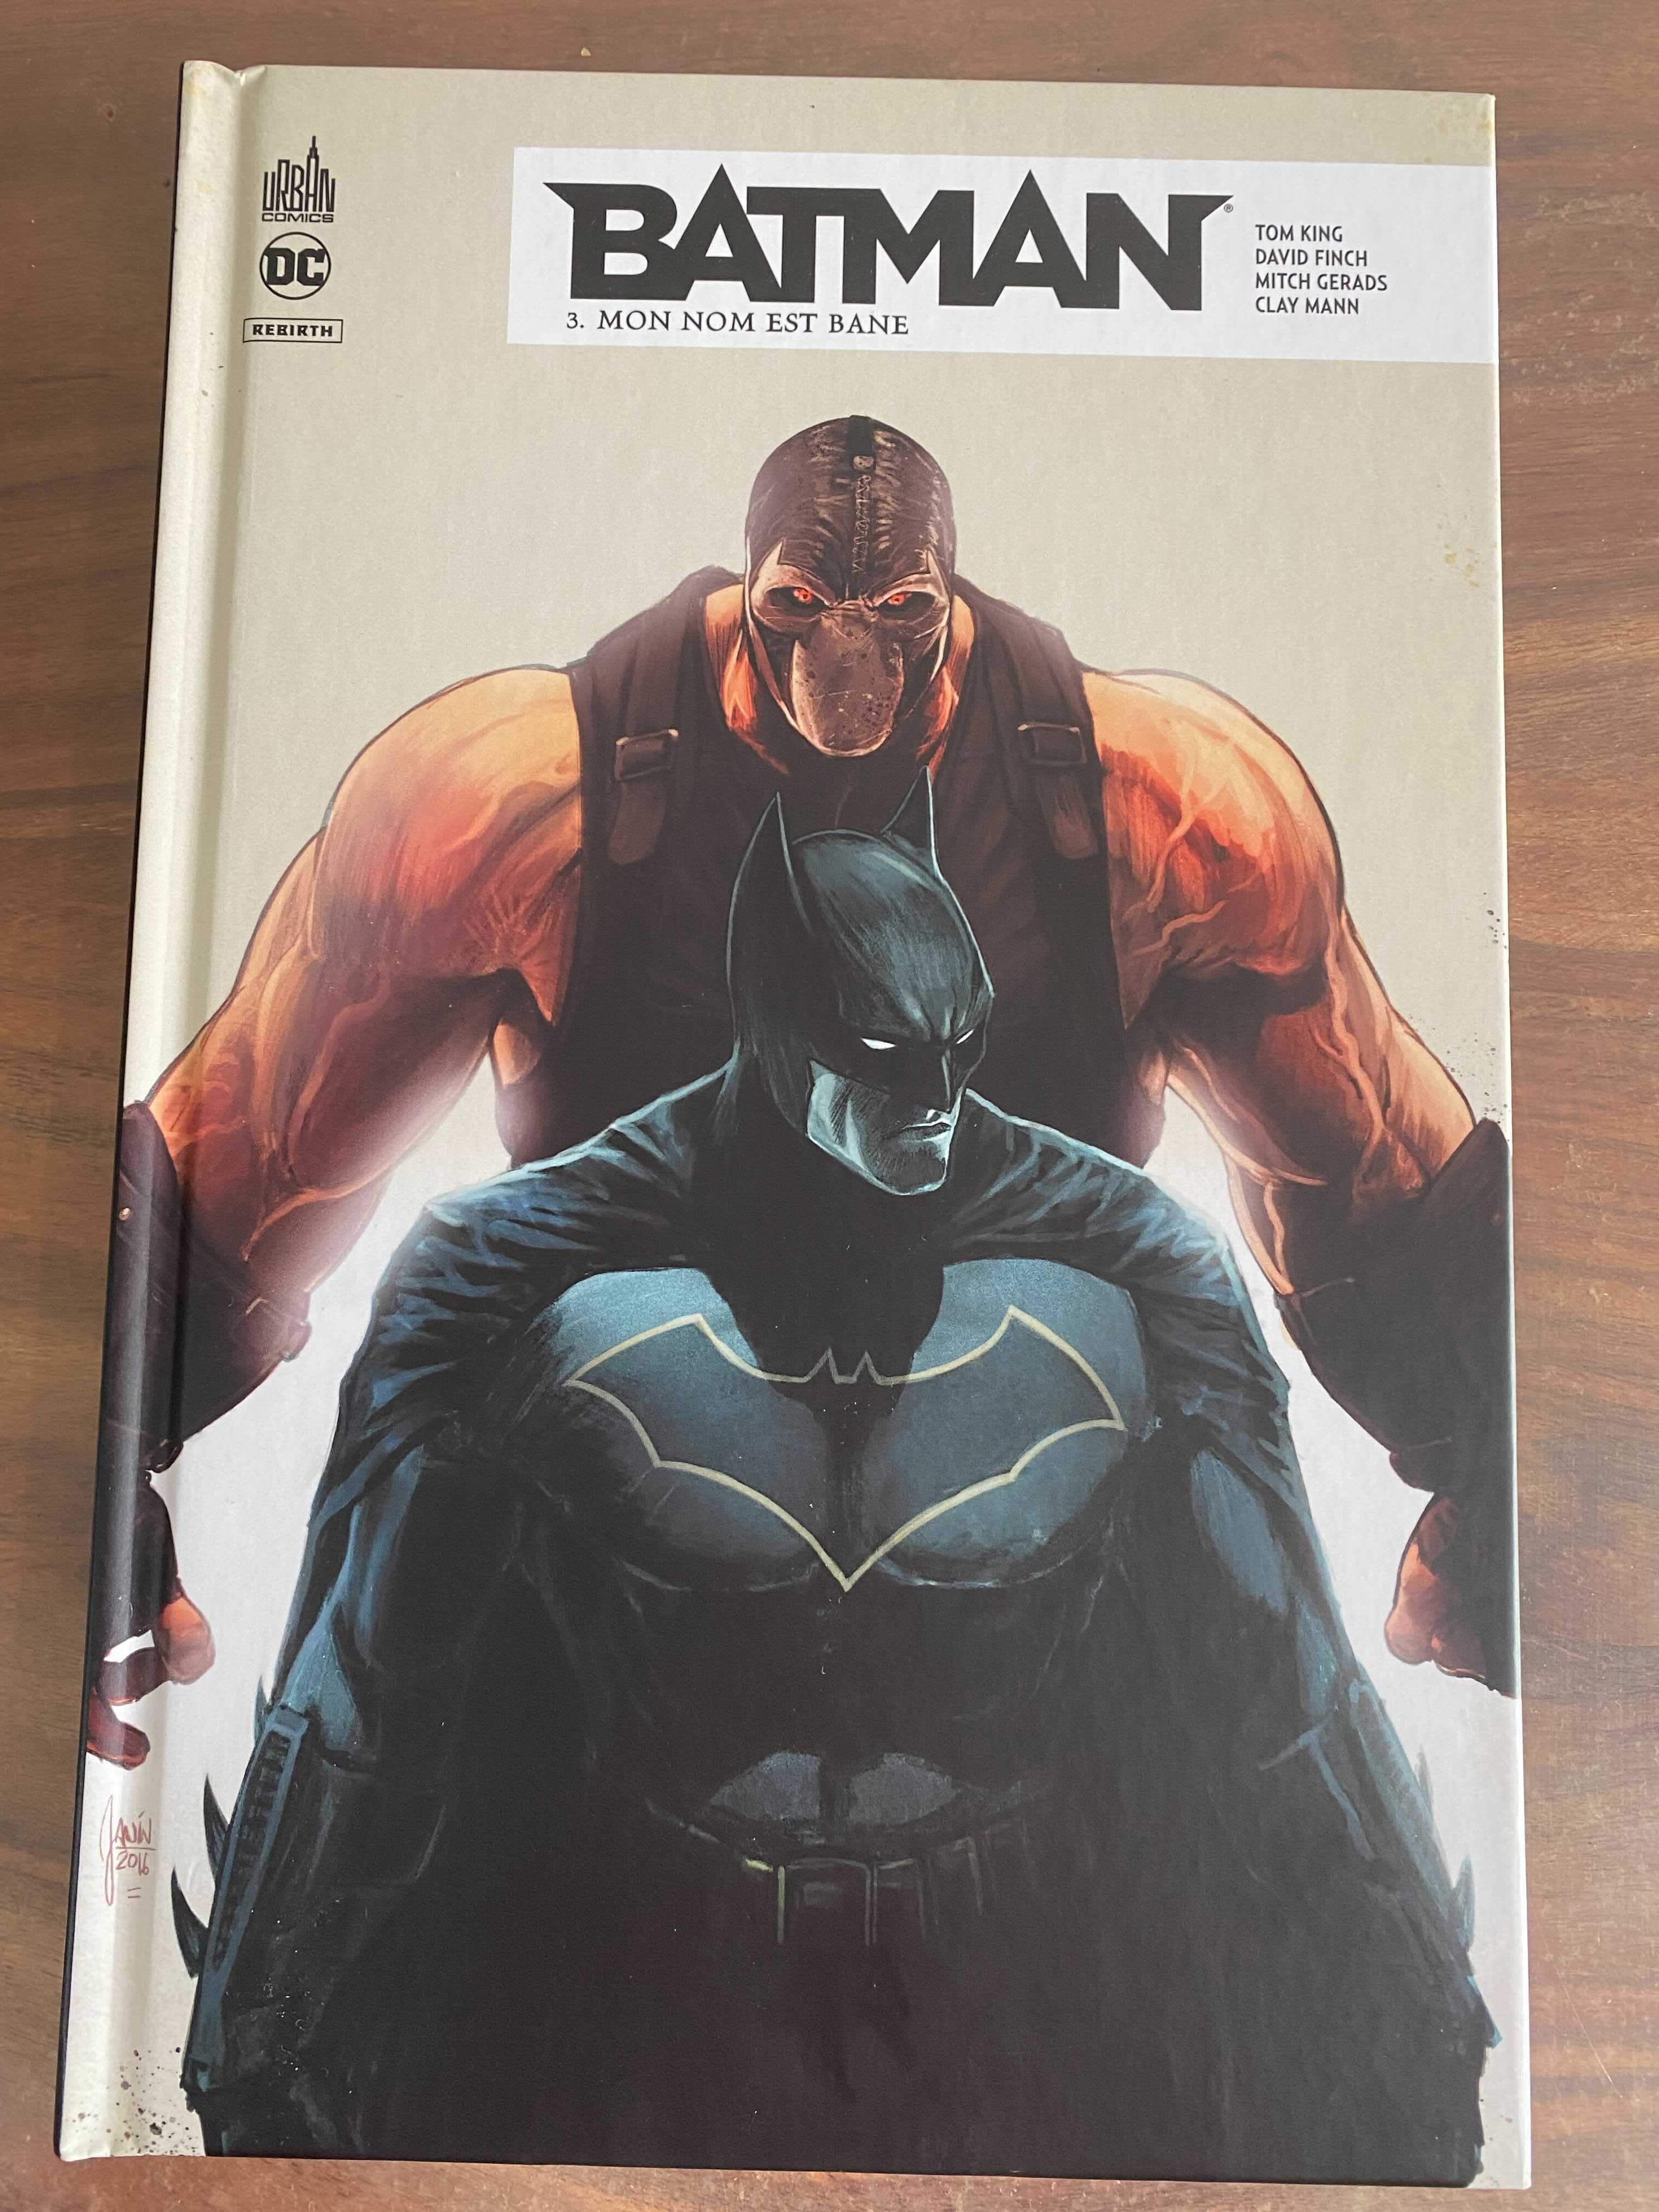 URBAN
COMICS
DC
REBIRTH
BATMAN®
3. MON NOM EST BANE
TOM KING
DAVID FINCH
MITCH GERADS
CLAY MANN
JANÍN
2016